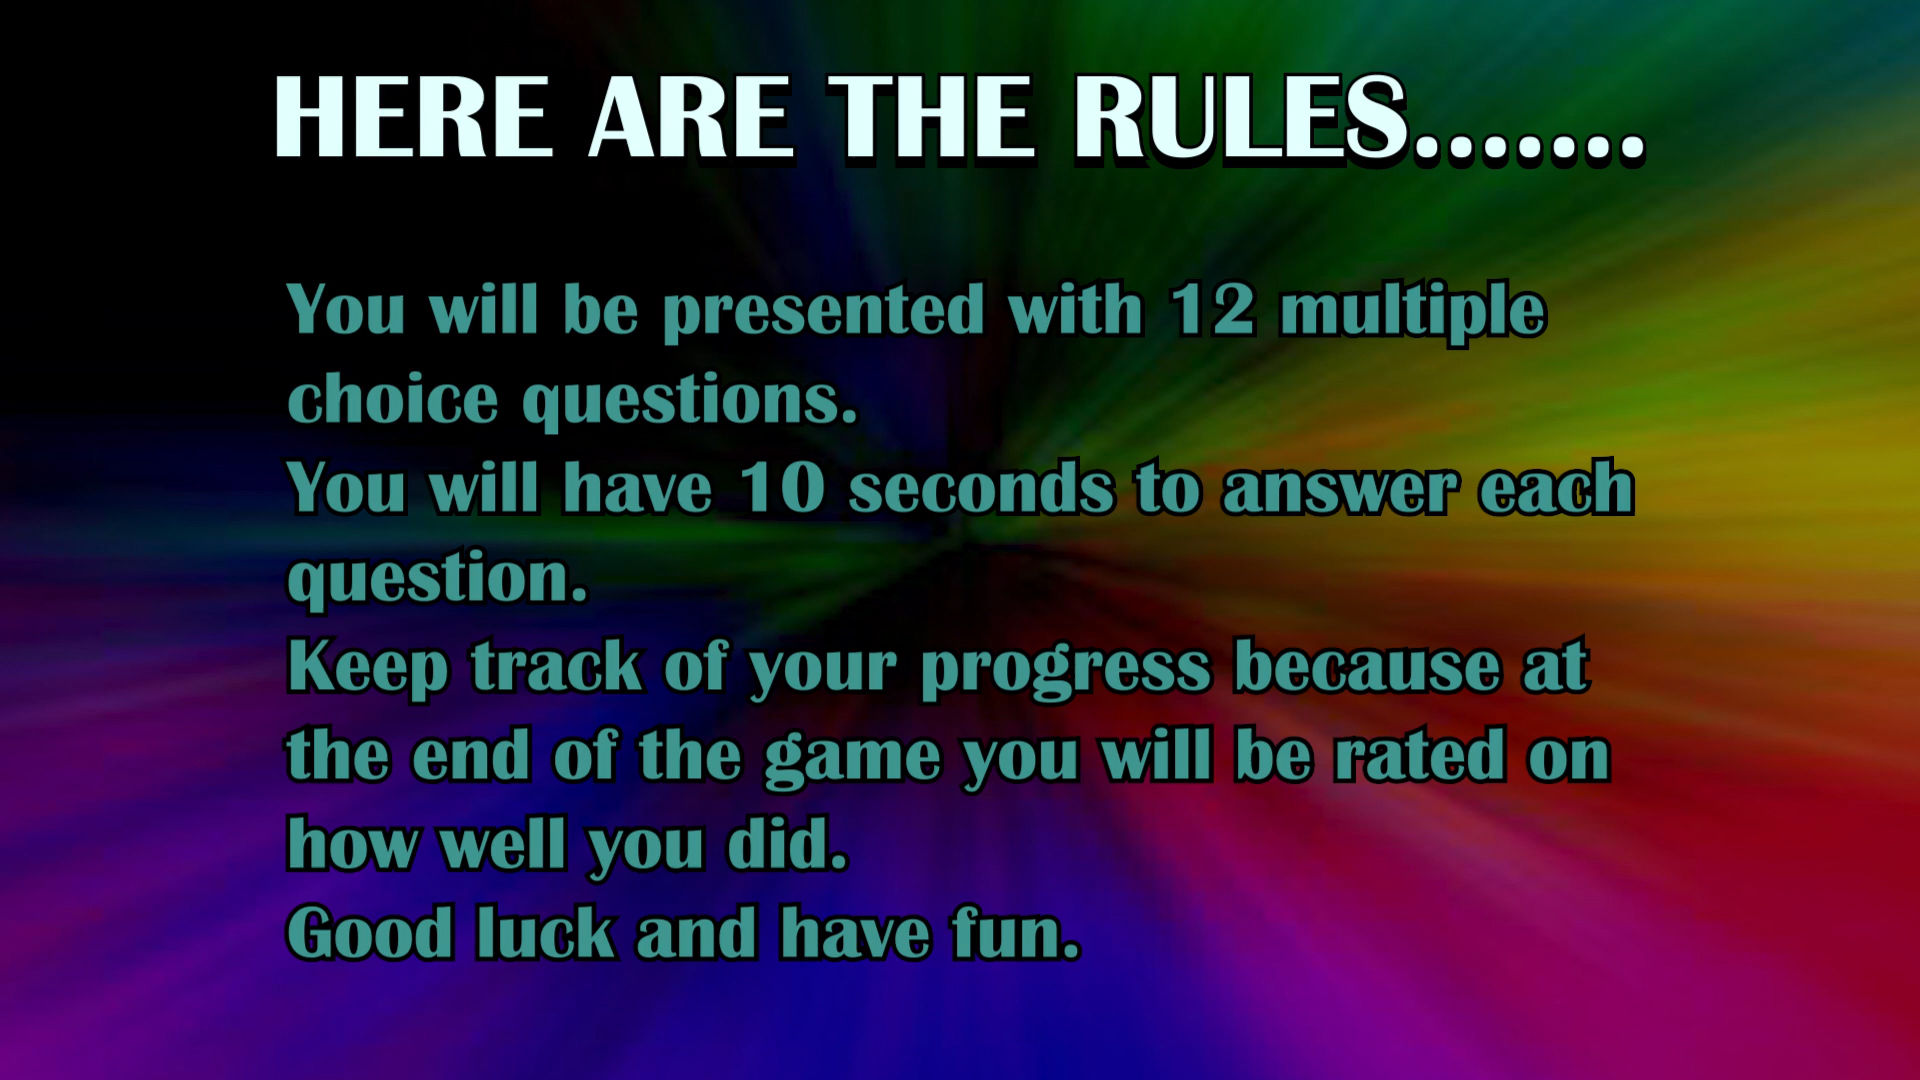 HERE ARE THE RULES.......
You will be presented with 12 multiple
choice questions.
You will have 10 seconds to answer each
question.
Keep track of your progress because at
the end of the game you will be rated on
how well you did.
Good luck and have fun.